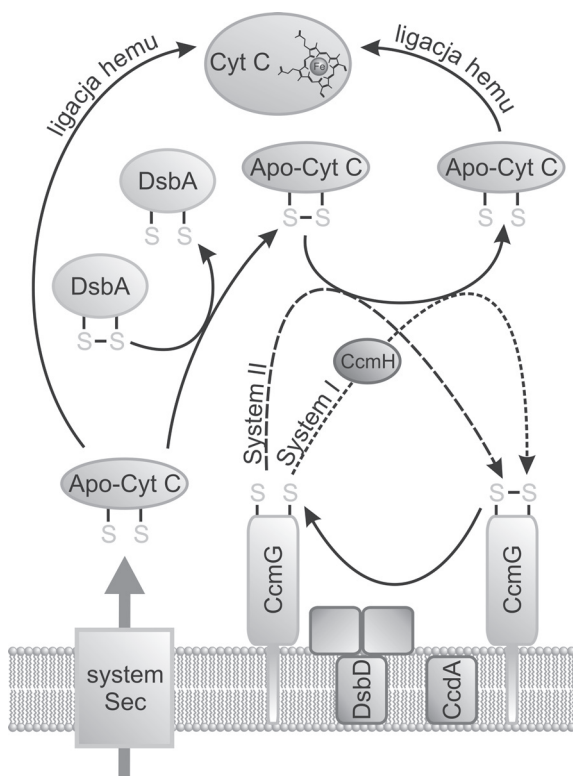 ligacja hemu
Cyt C
Fe
ligacja hemu
DsbA
S S
Apo-Cyt C
S–S
Apo-Cyt C
S S
DsbA
S–S
CcmH
System II
System I
Apo-Cyt C
S S
S S
S–S
CcmG
CcmG
system
Sec
DsbD
CcdA